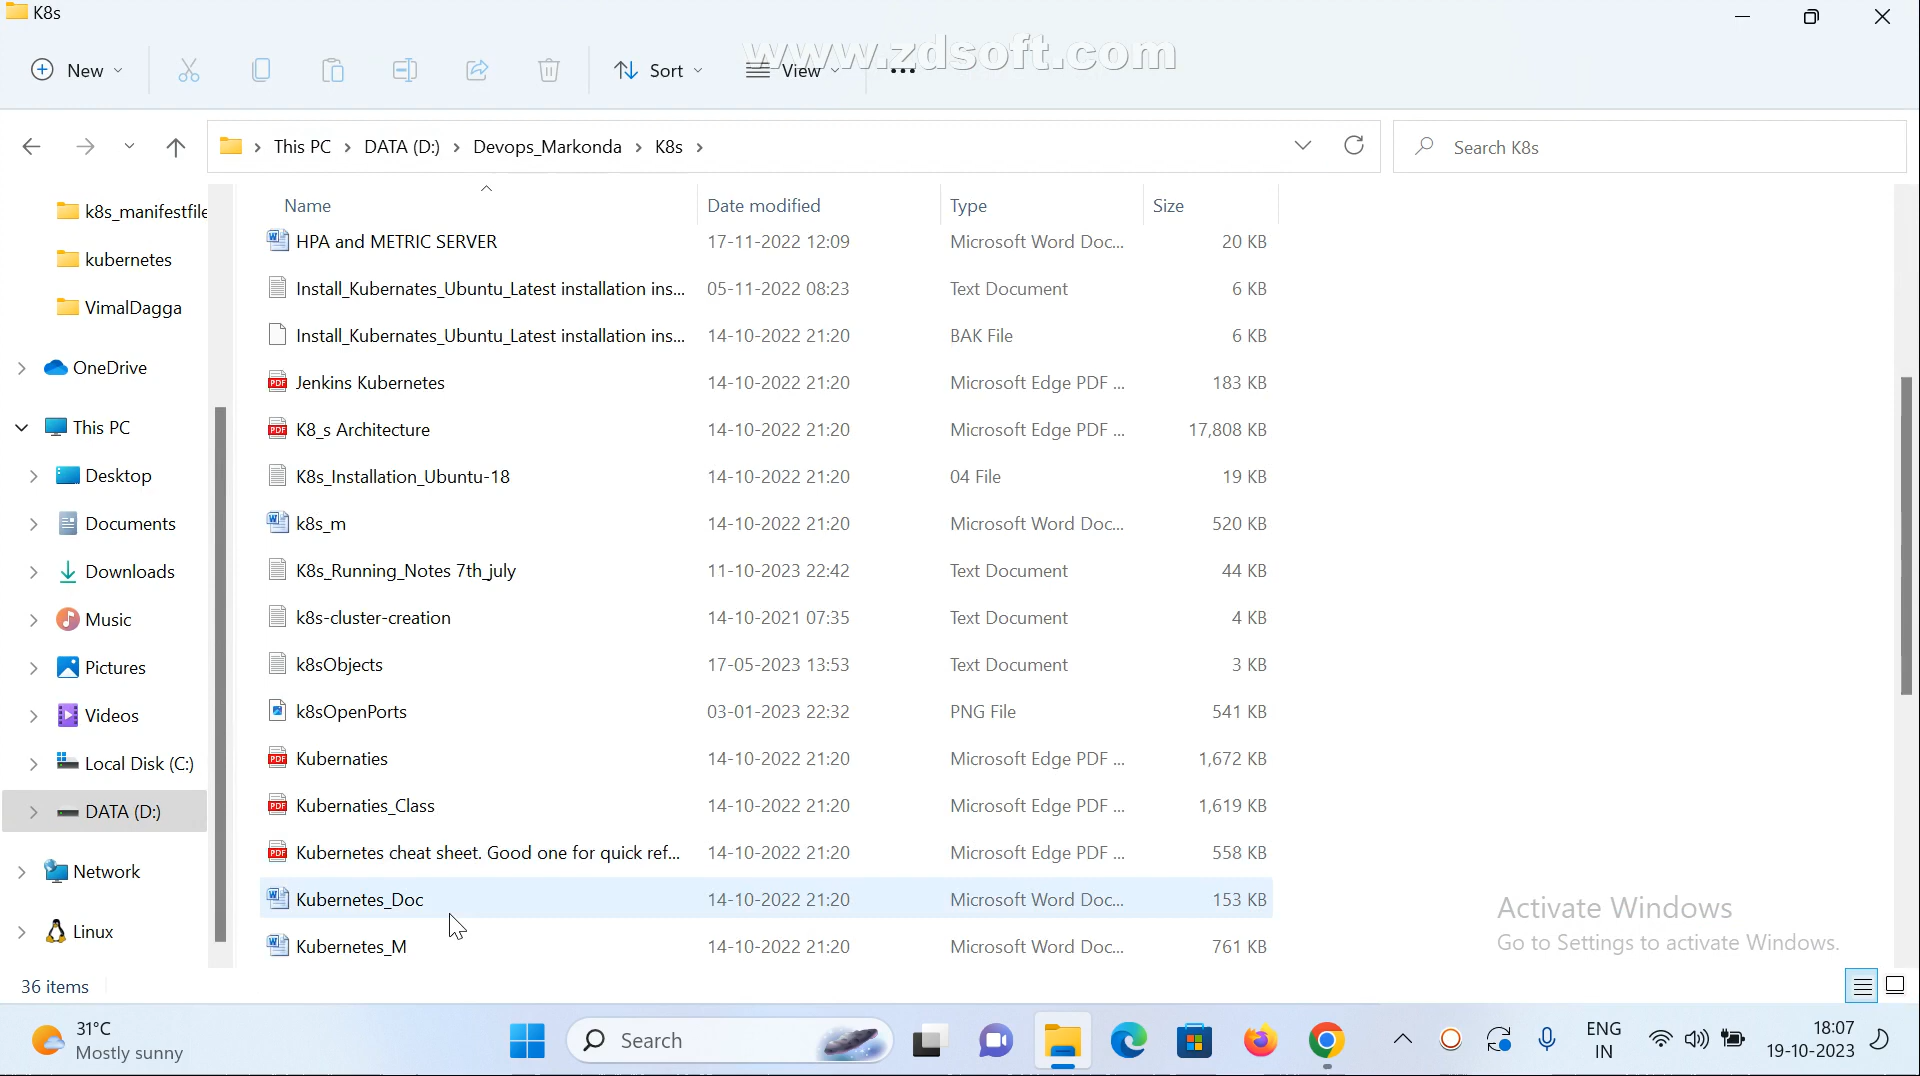 K8s
New
Sort
View
www.zdsoft.com
This PC
DATA (D:)
Devops_Markonda
K8s
Search K8s
k8s_manifestfile
kubernetes
VimalDagga
OneDrive
This PC
Desktop
Documents
Downloads
Music
Pictures
Videos
Local Disk (C:)
DATA (D:)
Network
Linux
Name Date modified Type Size
HPA and METRIC SERVER 17-11-2022 12:09 Microsoft Word Doc... 20 KB
Install_Kubernates_Ubuntu_Latest installation ins... 05-11-2022 08:23 Text Document 6 KB
Install_Kubernates_Ubuntu_Latest installation ins... 14-10-2022 21:20 BAK File 6 KB
Jenkins Kubernetes 14-10-2022 21:20 Microsoft Edge PDF ... 183 KB
K8_s Architecture 14-10-2022 21:20 Microsoft Edge PDF ... 17,808 KB
K8s_Installation_Ubuntu-18 14-10-2022 21:20 04 File 19 KB
k8s_m 14-10-2022 21:20 Microsoft Word Doc... 520 KB
K8s_Running_Notes 7th_july 11-10-2023 22:42 Text Document 44 KB
k8s-cluster-creation 14-10-2021 07:35 Text Document 4 KB
k8sObjects 17-05-2023 13:53 Text Document 3 KB
k8sOpenPorts 03-01-2023 22:32 PNG File 541 KB
Kubernaties 14-10-2022 21:20 Microsoft Edge PDF ... 1,672 KB
Kubernaties_Class 14-10-2022 21:20 Microsoft Edge PDF ... 1,619 KB
Kubernetes cheat sheet. Good one for quick ref... 14-10-2022 21:20 Microsoft Edge PDF ... 558 KB
Kubernetes_Doc 14-10-2022 21:20 Microsoft Word Doc... 153 KB
Kubernetes_M 14-10-2022 21:20 Microsoft Word Doc... 761 KB
Activate Windows
Go to Settings to activate Windows.
36 items
31°C
Mostly sunny
Search
ENG
IN
18:07
19-10-2023